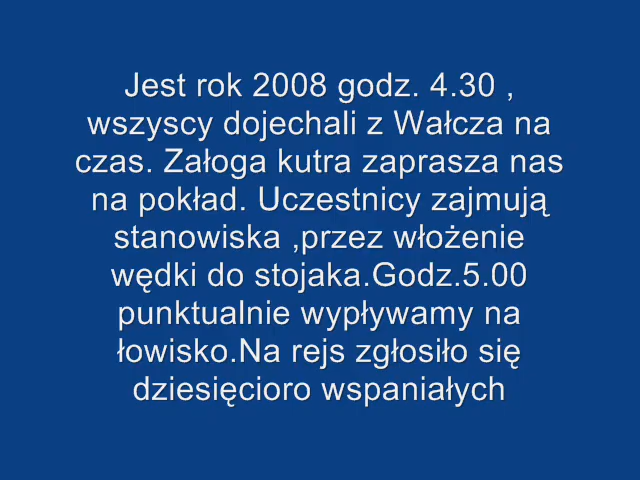 Jest rok 2008 godz. 4.30 ,
wszyscy dojechali z Wałcza na
czas. Załoga kutra zaprasza nas
na pokład. Uczestnicy zajmują
stanowiska ,przez włożenie
wędki do stojaka.Godz.5.00
punktualnie wypływamy na
łowisko.Na rejs zgłosiło się
dziesięcioro wspaniałych